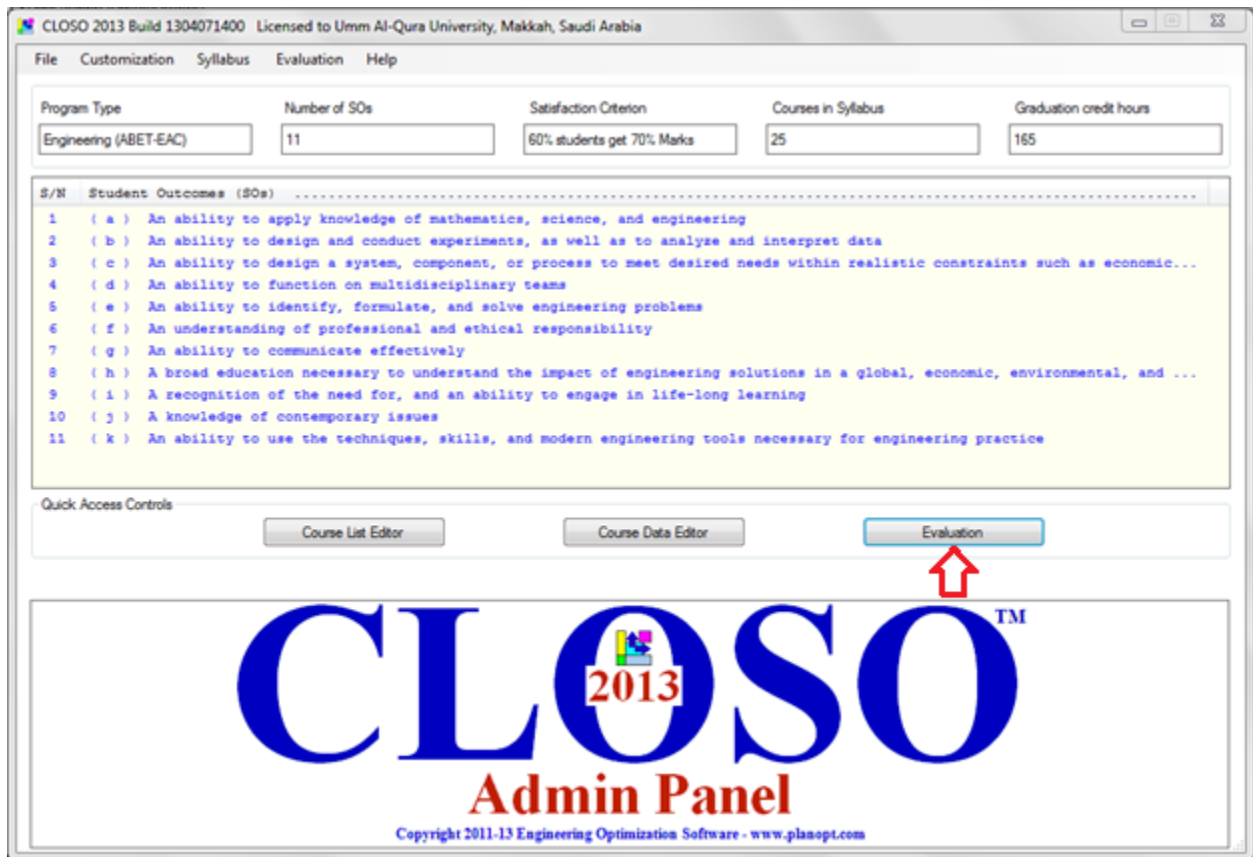 CLOSO 2013 Build 1304071400 Licensed to Umm Al-Qura University, Makkah, Saudi Arabia
File Customization Syllabus Evaluation Help
Program Type Number of SOs Satisfaction Criterion Courses in Syllabus Graduation credit hours
Engineering (ABET-EAC) 11 60% students get 70% Marks 25 165
S/N Student Outcomes (SOs) ................................................................................
1 ( a ) An ability to apply knowledge of mathematics, science, and engineering
2 ( b ) An ability to design and conduct experiments, as well as to analyze and interpret data
3 ( c ) An ability to design a system, component, or process to meet desired needs within realistic constraints such as economic...
4 ( d ) An ability to function on multidisciplinary teams
5 ( e ) An ability to identify, formulate, and solve engineering problems
6 ( f ) An understanding of professional and ethical responsibility
7 ( g ) An ability to communicate effectively
8 ( h ) A broad education necessary to understand the impact of engineering solutions in a global, economic, environmental, and ...
9 ( i ) A recognition of the need for, and an ability to engage in life-long learning
10 ( j ) A knowledge of contemporary issues
11 ( k ) An ability to use the techniques, skills, and modern engineering tools necessary for engineering practice
Quick Access Controls
Course List Editor Course Data Editor Evaluation
CLOSO TM
2013
Admin Panel
Copyright 2011-13 Engineering Optimization Software - www.planopt.com